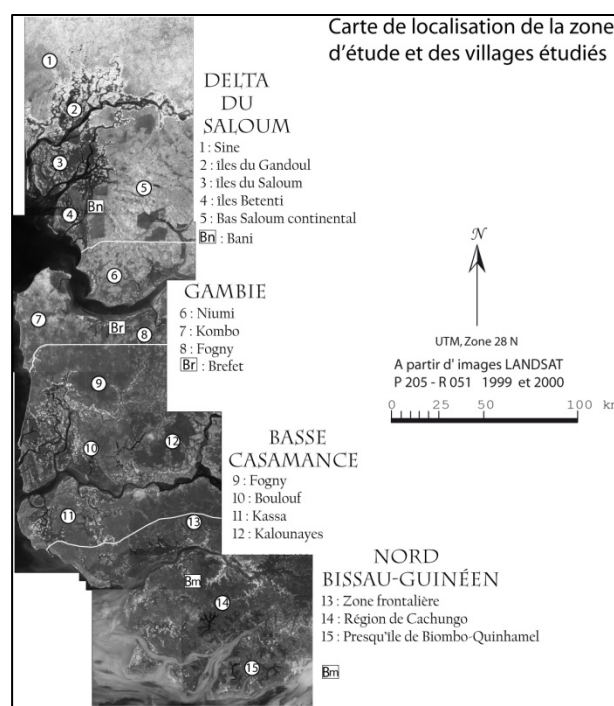 Carte de localisation de la zone
d'étude et des villages étudiés
DELTA
DU
SALOUM
1 : Sine
2 : îles du Gandoul
3 : îles du Saloum
4 : îles Betenti
5 : Bas Saloum continental
Bn : Bani
GAMBIE
6 : Niumi
7 : Kombo
8 : Fogny
Br : Brefet
BASSE
CASAMANCE
9 : Fogny
10 : Boulouf
11 : Kassa
12 : Kalounayes
NORD
BISSAU-GUINÉEN
13 : Zone frontalière
14 : Région de Cachungo
15 : Presqu'île de Biombo-Quinhamel
Bm
N
UTM, Zone 28 N
A partir d' images LANDSAT
P 205 - R 051 1999 et 2000
0 25 50 100 km
1
2
3
5
Bn
4
6
7
Br
8
9
10
12
11
13
Bm
14
15